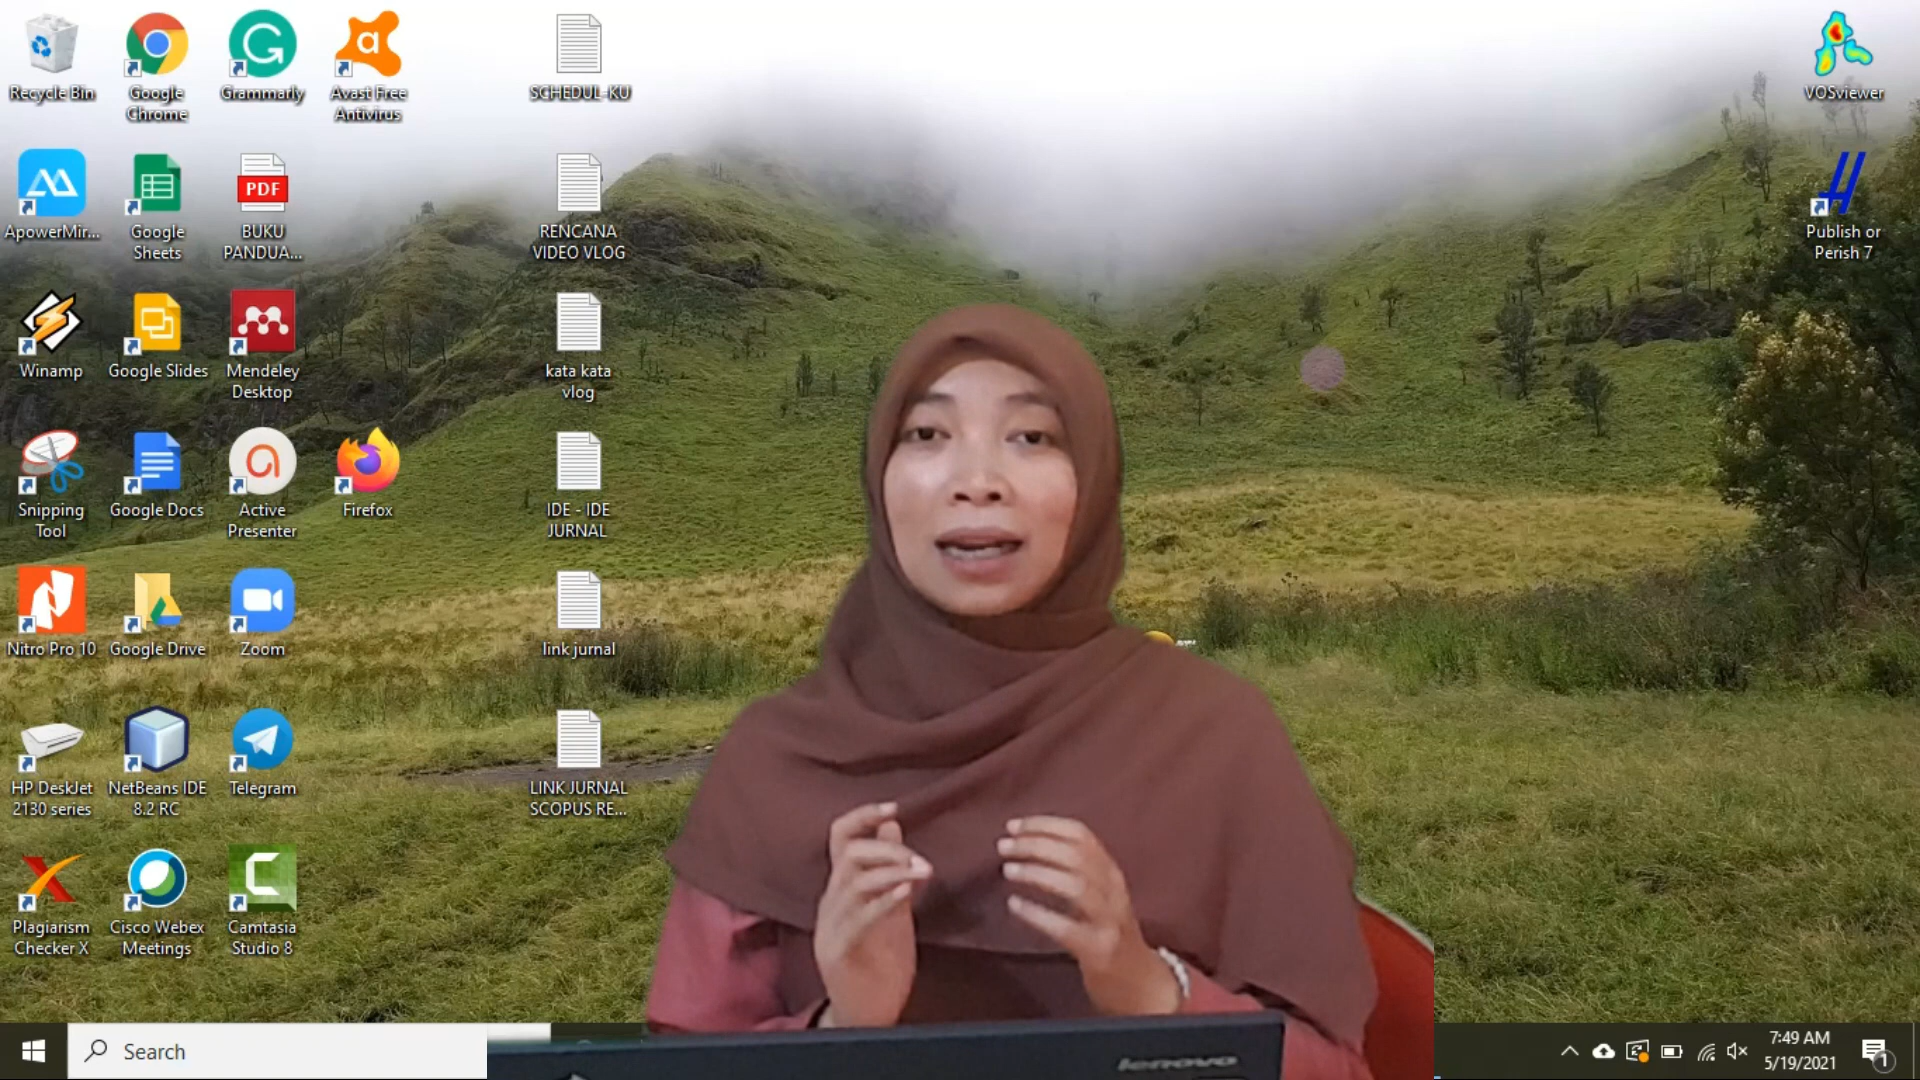 Recycle Bin
Google
Chrome
Grammarly
a
Avast Free
Antivirus
SCHEDUL-KU
VOSviewer
ApowerMir...
Google
Sheets
PDF
BUKU
PANDUA...
RENCANA
VIDEO VLOG
Publish or
Perish 7
Winamp
Google Slides
Mendeley
Desktop
kata kata
vlog
Snipping
Tool
Google Docs
Active
Presenter
Firefox
IDE - IDE
JURNAL
Nitro Pro 10
Google Drive
Zoom
link jurnal
HP DeskJet
2130 series
NetBeans IDE
8.2 RC
Telegram
LINK JURNAL
SCOPUS RE...
Plagiarism
Checker X
Cisco Webex
Meetings
Camtasia
Studio 8
lenovo
Search
7:49 AM
5/19/2021
1